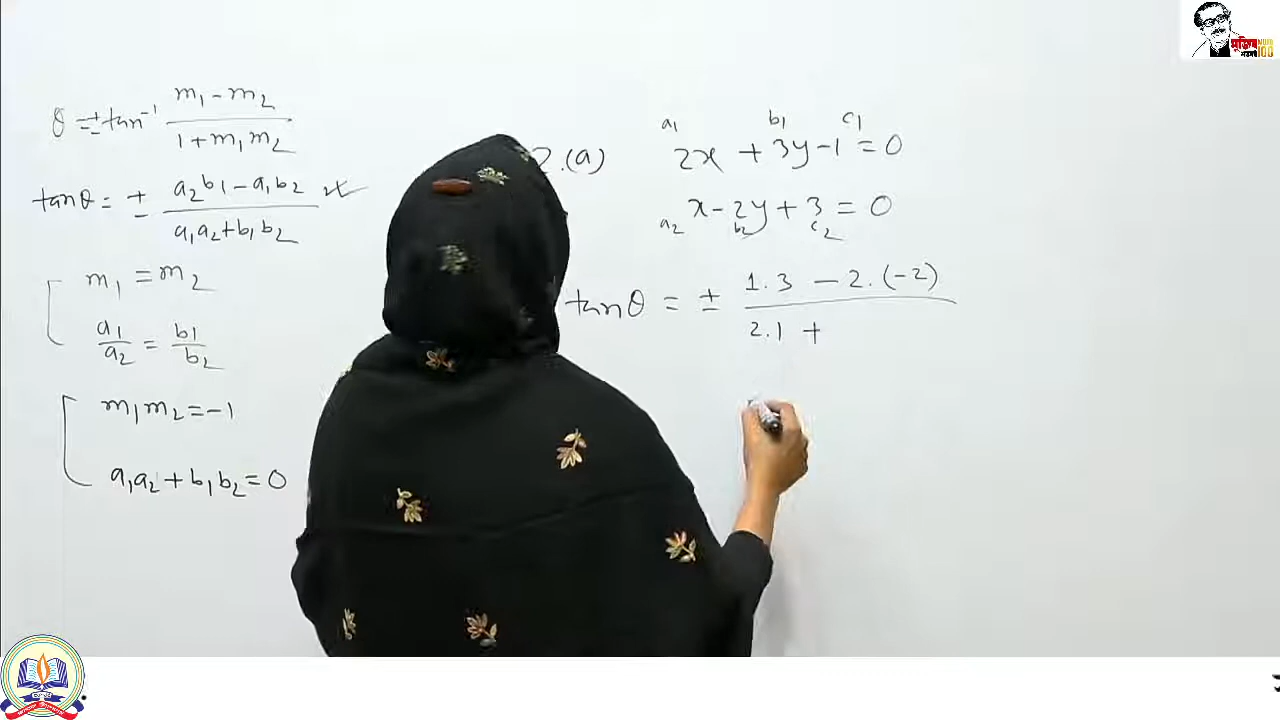 θ = ± tan⁻¹ (m₁ - m₂)/(1 + m₁m₂)
tanθ = ± (a₂b₁ - a₁b₂)/(a₁a₂ + b₁b₂)
m₁ = m₂
a₁/a₂ = b₁/b₂
m₁m₂ = -1
a₁a₂ + b₁b₂ = 0
2.(a)
a₁ b₁ c₁
2x + 3y - 1 = 0
x - 2y + 3 = 0
a₂ b₂ c₂
tanθ = ± (1.3 - 2.(-2))/(2.1 +
মুজিব
100